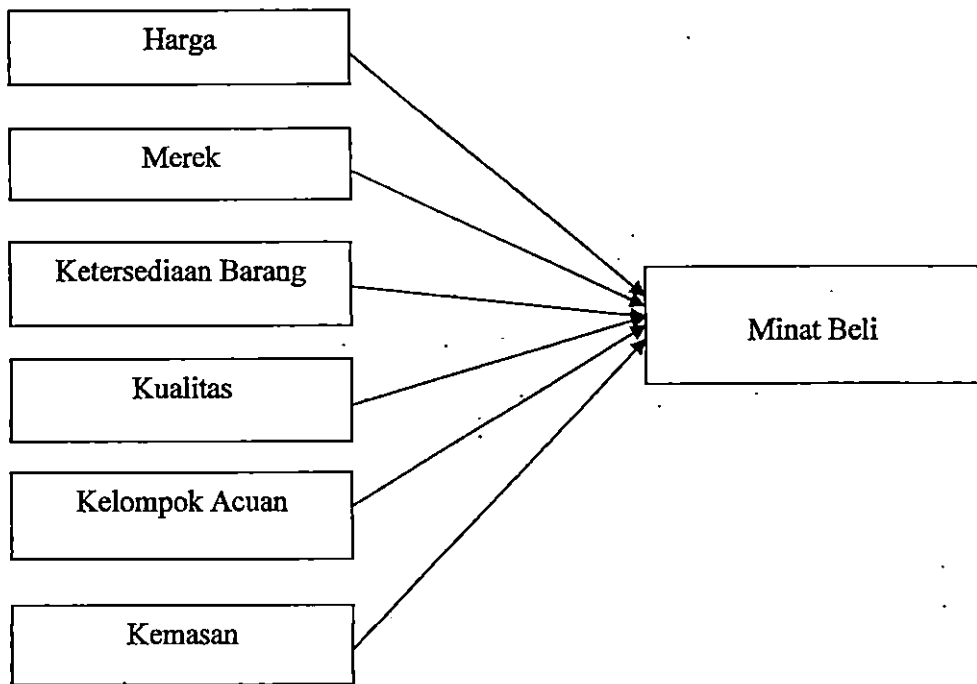 Harga
Merek
Ketersediaan Barang
Kualitas
Kelompok Acuan
Kemasan
Minat Beli